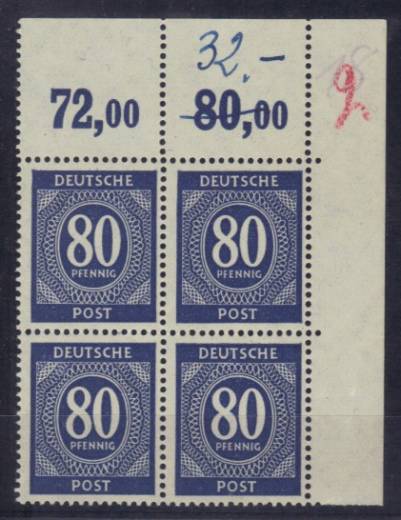 32.-
72,00 80,00
9.
DEUTSCHE DEUTSCHE
80 80
PFENNIG PFENNIG
POST POST
DEUTSCHE DEUTSCHE
80 80
PFENNIG PFENNIG
POST POST